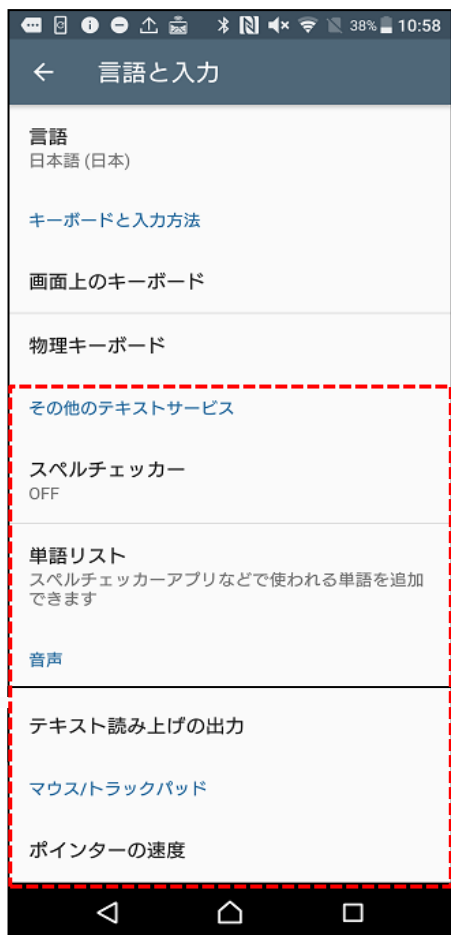 38% 10:58
言語と入力
言語
日本語 (日本)
キーボードと入力方法
画面上のキーボード
物理キーボード
その他のテキストサービス
スペルチェッカー
OFF
単語リスト
スペルチェッカーアプリなどで使われる単語を追加
できます
音声
テキスト読み上げの出力
マウス/トラックパッド
ポインターの速度